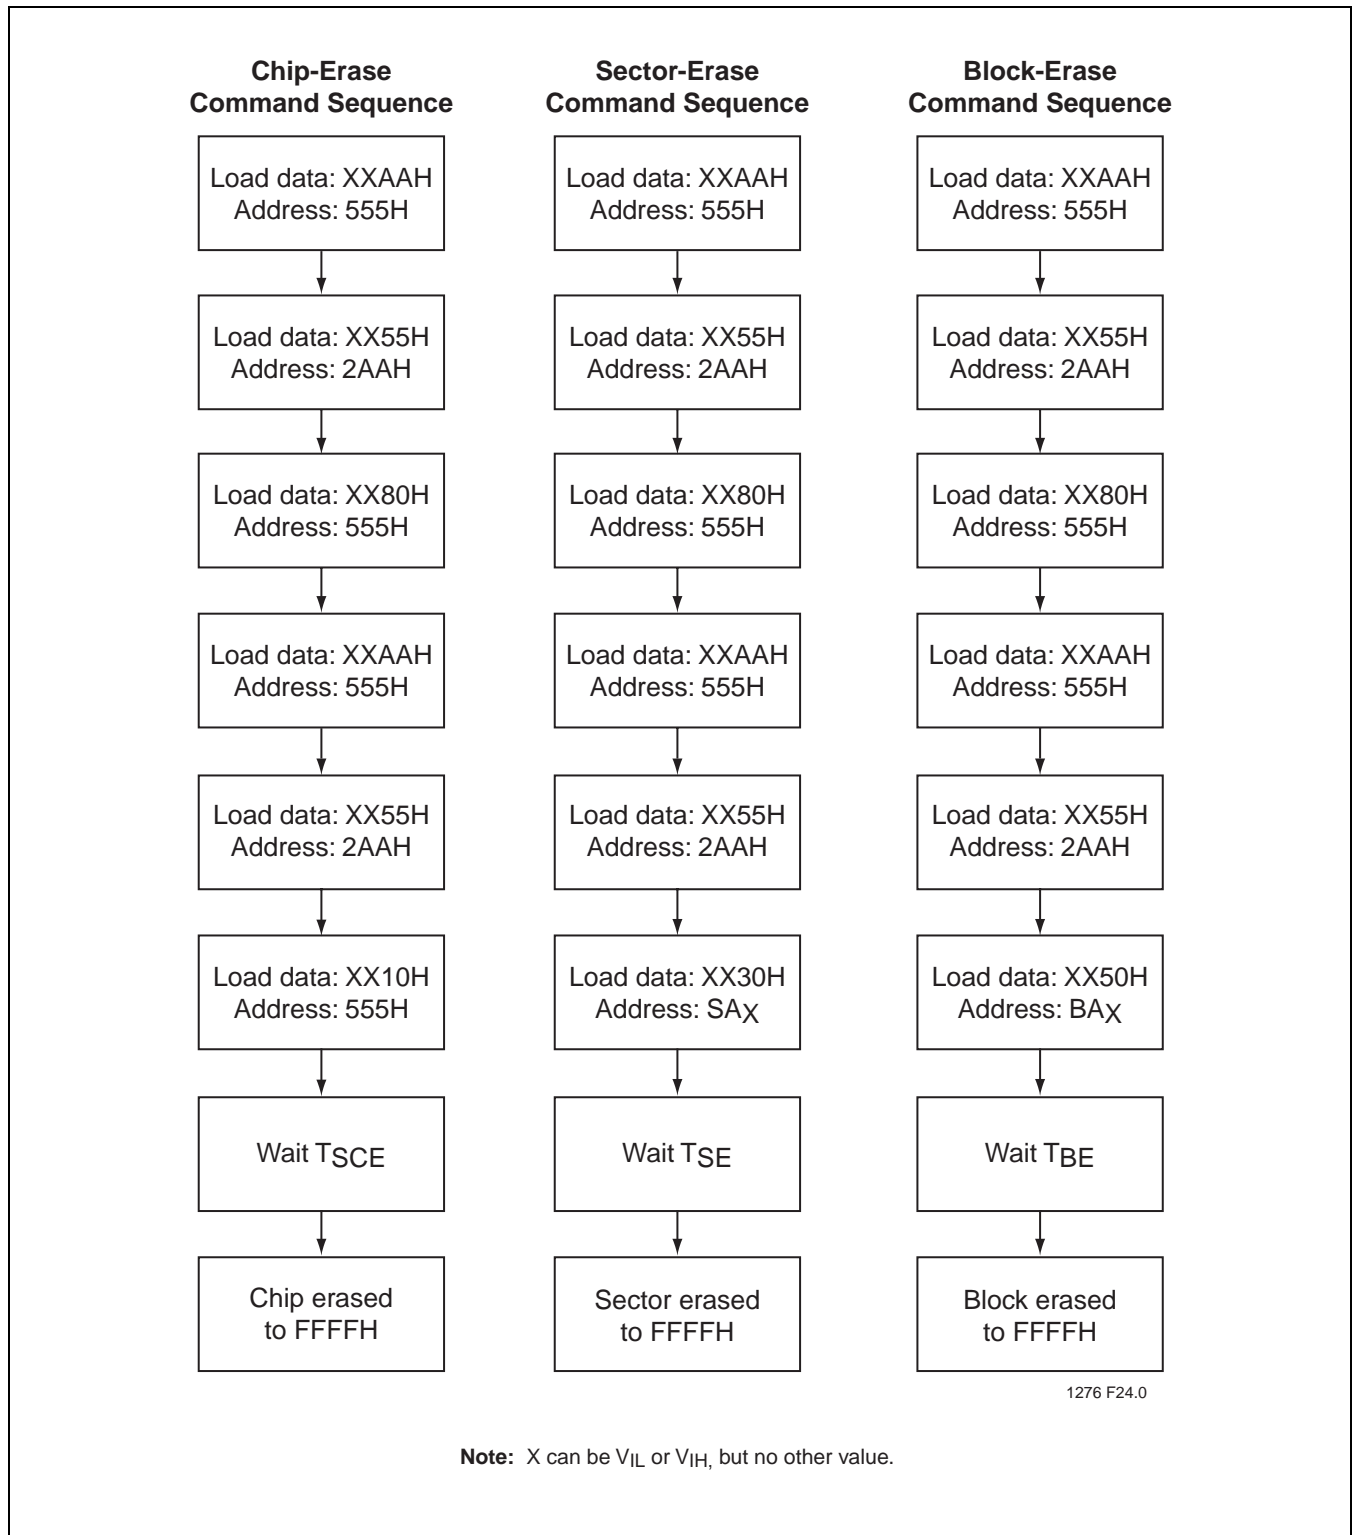 Chip-Erase
Command Sequence
Load data: XXAAH
Address: 555H
Load data: XX55H
Address: 2AAH
Load data: XX80H
Address: 555H
Load data: XXAAH
Address: 555H
Load data: XX55H
Address: 2AAH
Load data: XX10H
Address: 555H
Wait TSCE
Chip erased
to FFFFH
Sector-Erase
Command Sequence
Load data: XXAAH
Address: 555H
Load data: XX55H
Address: 2AAH
Load data: XX80H
Address: 555H
Load data: XXAAH
Address: 555H
Load data: XX55H
Address: 2AAH
Load data: XX30H
Address: SAX
Wait TSE
Sector erased
to FFFFH
Block-Erase
Command Sequence
Load data: XXAAH
Address: 555H
Load data: XX55H
Address: 2AAH
Load data: XX80H
Address: 555H
Load data: XXAAH
Address: 555H
Load data: XX55H
Address: 2AAH
Load data: XX50H
Address: BAX
Wait TBE
Block erased
to FFFFH
1276 F24.0
Note: X can be VIL or VIH, but no other value.